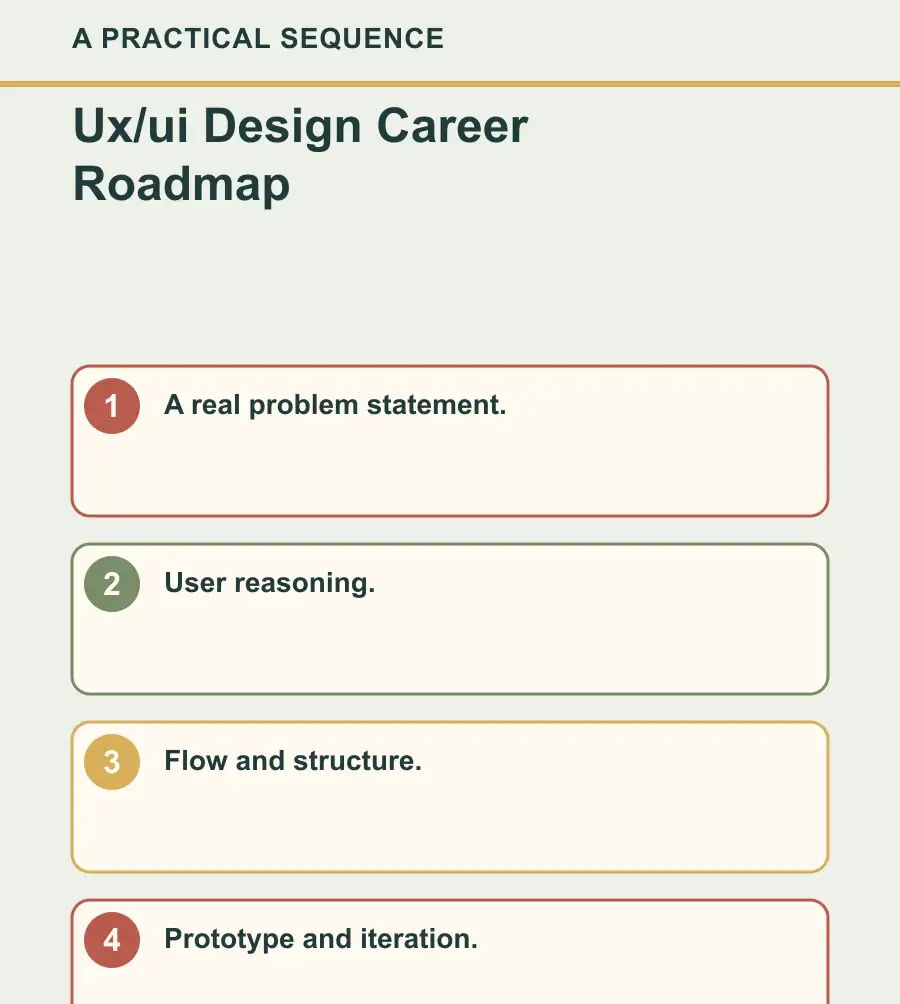 A PRACTICAL SEQUENCE
Ux/ui Design Career
Roadmap
1 A real problem statement.
2 User reasoning.
3 Flow and structure.
4 Prototype and iteration.